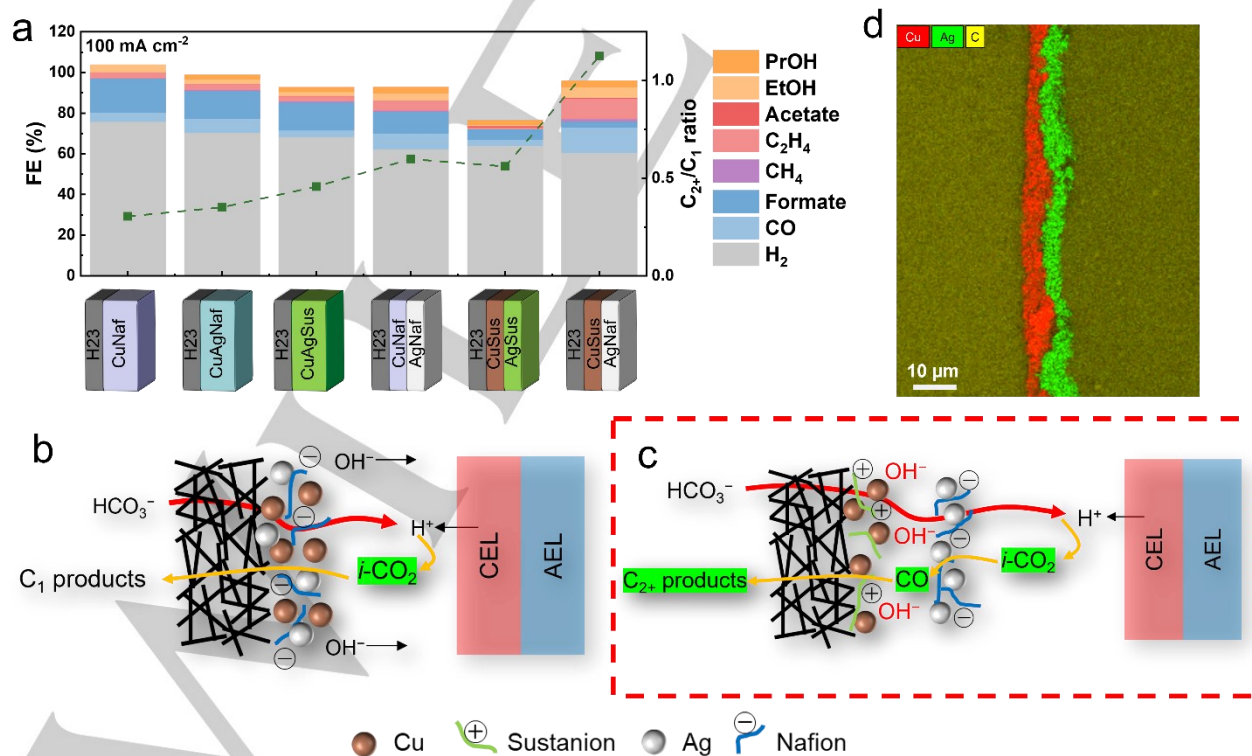 a
100 mA cm⁻²
FE (%)
120
100
80
60
40
20
0
C₂₊/C₁ ratio
1.0
0.5
0.0
PrOH
EtOH
Acetate
C₂H₄
CH₄
Formate
CO
H₂
H23 CuNaf
H23 CuAgNaf
H23 CuAgSus
H23 CuNaf AgNaf
H23 CuSus AgSus
H23 CuSus AgNaf
d
Cu Ag C
10 µm
b
OH⁻
HCO₃⁻
H⁺
i-CO₂
C₁ products
OH⁻
CEL
AEL
c
OH⁻
HCO₃⁻
H⁺
OH⁻
i-CO₂
CO
C₂₊ products
OH⁻
CEL
AEL
Cu
Sustanion
Ag
Nafion